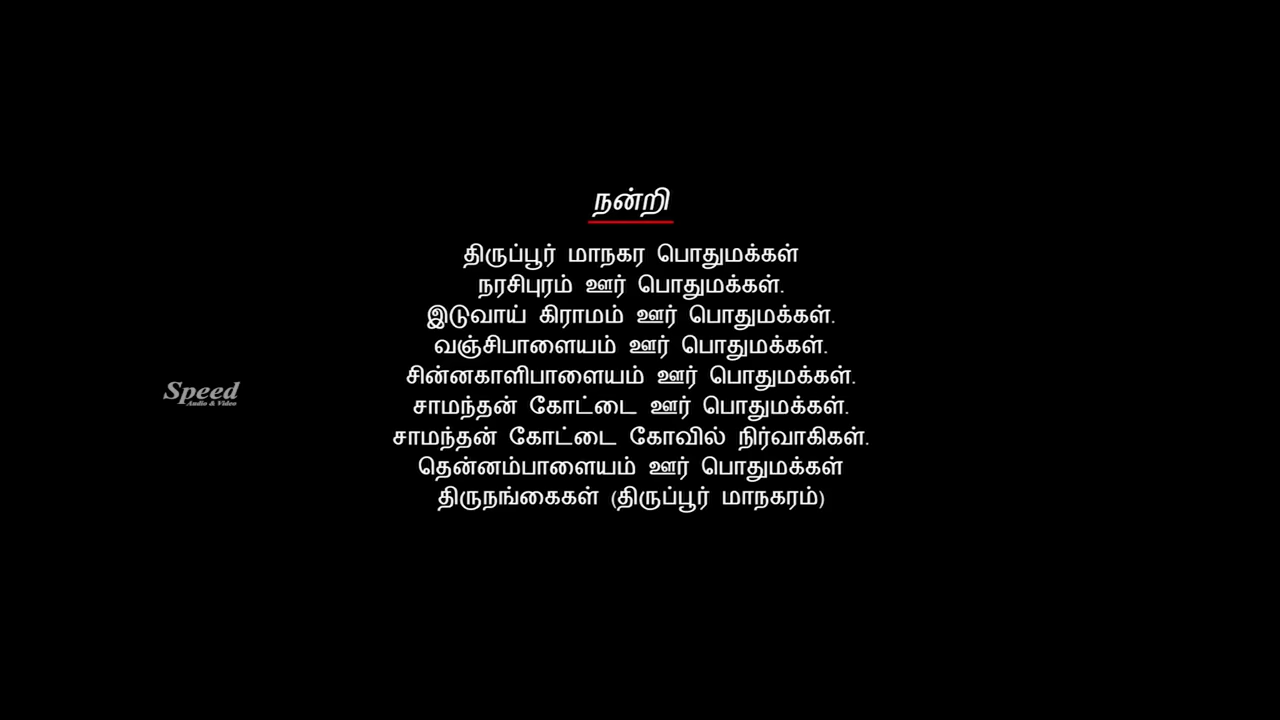 நன்றி
திருப்பூர் மாநகர பொதுமக்கள்
நரசிபுரம் ஊர் பொதுமக்கள்.
இடுவாய் கிராமம் ஊர் பொதுமக்கள்.
வஞ்சிபாளையம் ஊர் பொதுமக்கள்.
சின்னகாளிபாளையம் ஊர் பொதுமக்கள்.
Speed
Audio & Video
சாமந்தன் கோட்டை ஊர் பொதுமக்கள்.
சாமந்தன் கோட்டை கோவில் நிர்வாகிகள்.
தென்னம்பாளையம் ஊர் பொதுமக்கள்
திருநங்கைகள் (திருப்பூர் மாநகரம்)